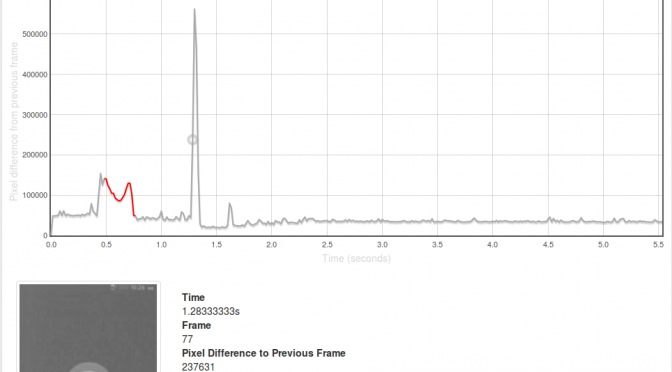 Pixel difference from previous frame
500000
400000
300000
200000
100000
0
0.0 0.5 1.0 1.5 2.0 2.5 3.0 3.5 4.0 4.5 5.0 5.5
Time (seconds)
Time
1.28333333s
Frame
77
Pixel Difference to Previous Frame
237631